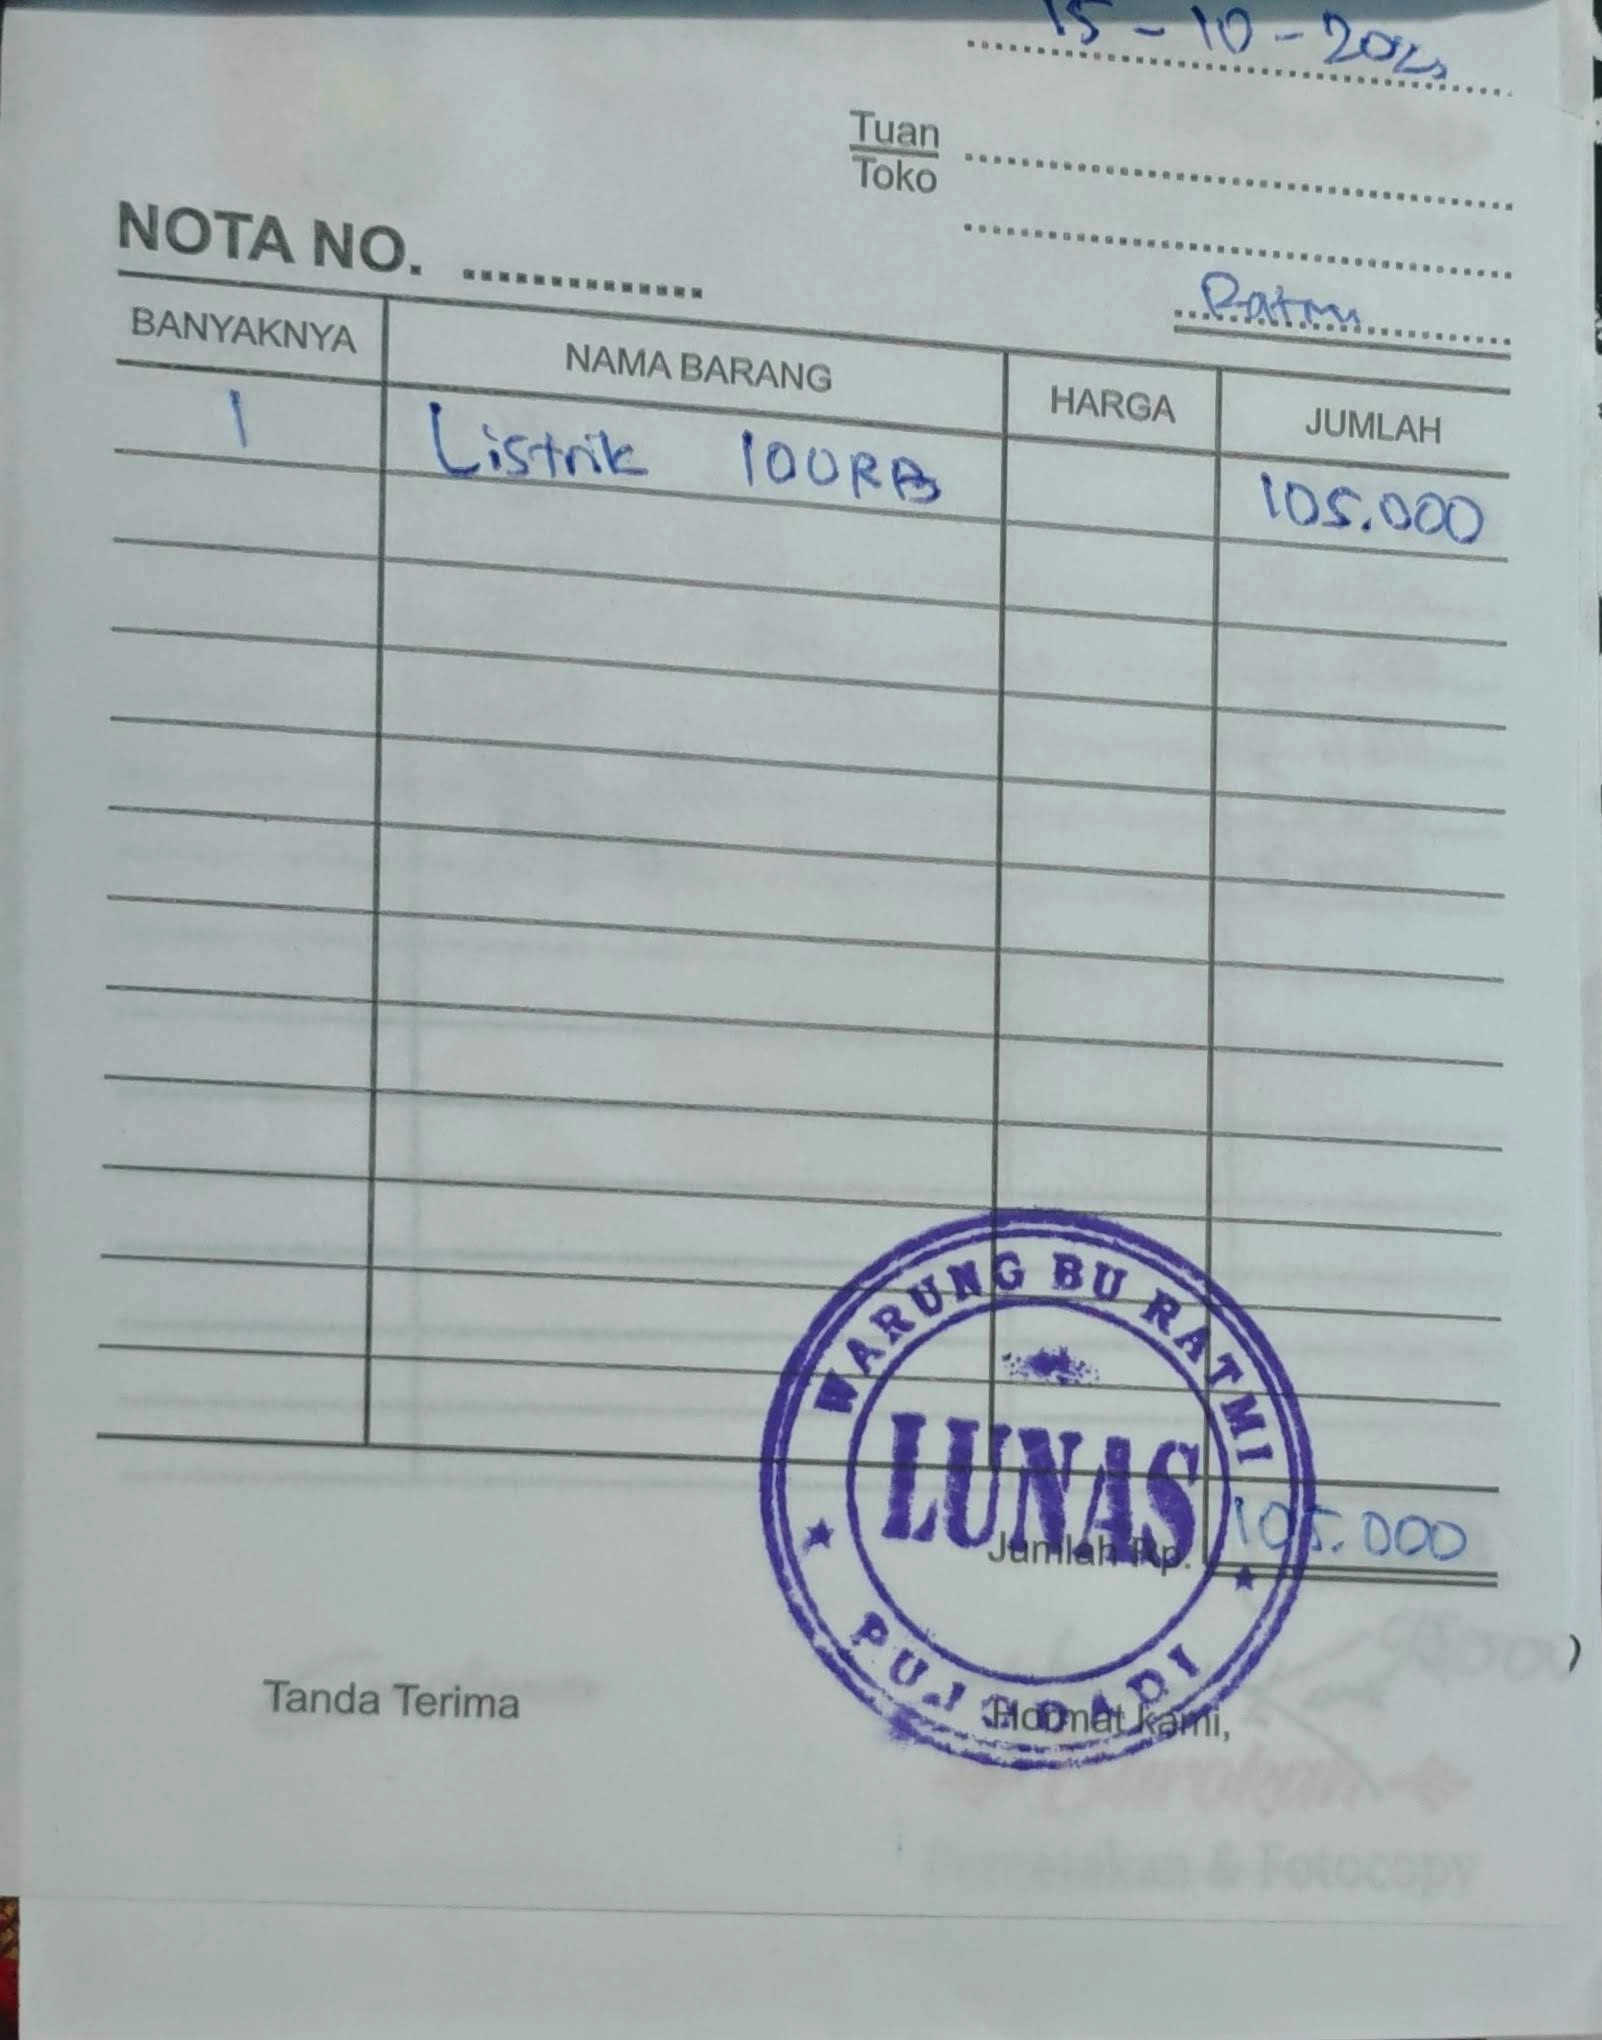 15-10-202
Tuan
Toko
NOTA NO.
Ratmi
BANYAKNYA NAMA BARANG HARGA JUMLAH
1 Listrik 100RB 105.000
WARUNG BU RATMI
LUNAS
Jumlah Rp. 105.000
PUJODADI
Tanda Terima Hormat kami,
Percetakan & Fotocopy